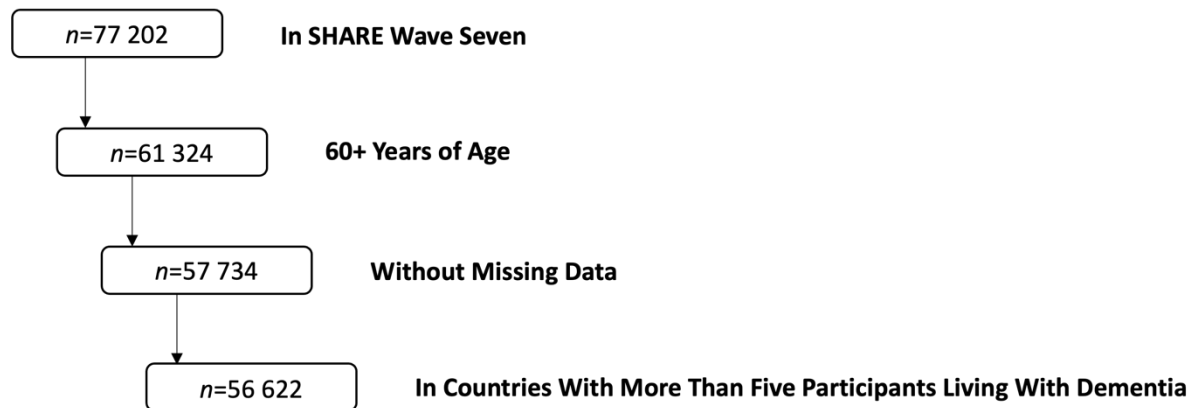 n=77 202 In SHARE Wave Seven
n=61 324 60+ Years of Age
n=57 734 Without Missing Data
n=56 622 In Countries With More Than Five Participants Living With Dementia